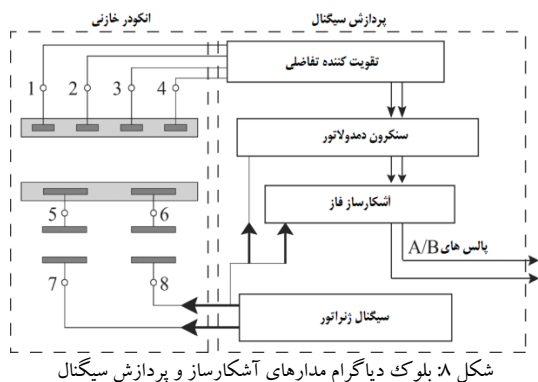 انکودر خازنی
پردازش سیگنال
تقویت کننده تفاضلی
1 2 3 4
سنکرون دمدولاتور
آشکارساز فاز
5 6
پالس های A/B
7 8
سیگنال ژنراتور
شکل ۸: بلوک دیاگرام مدارهای آشکارساز و پردازش سیگنال